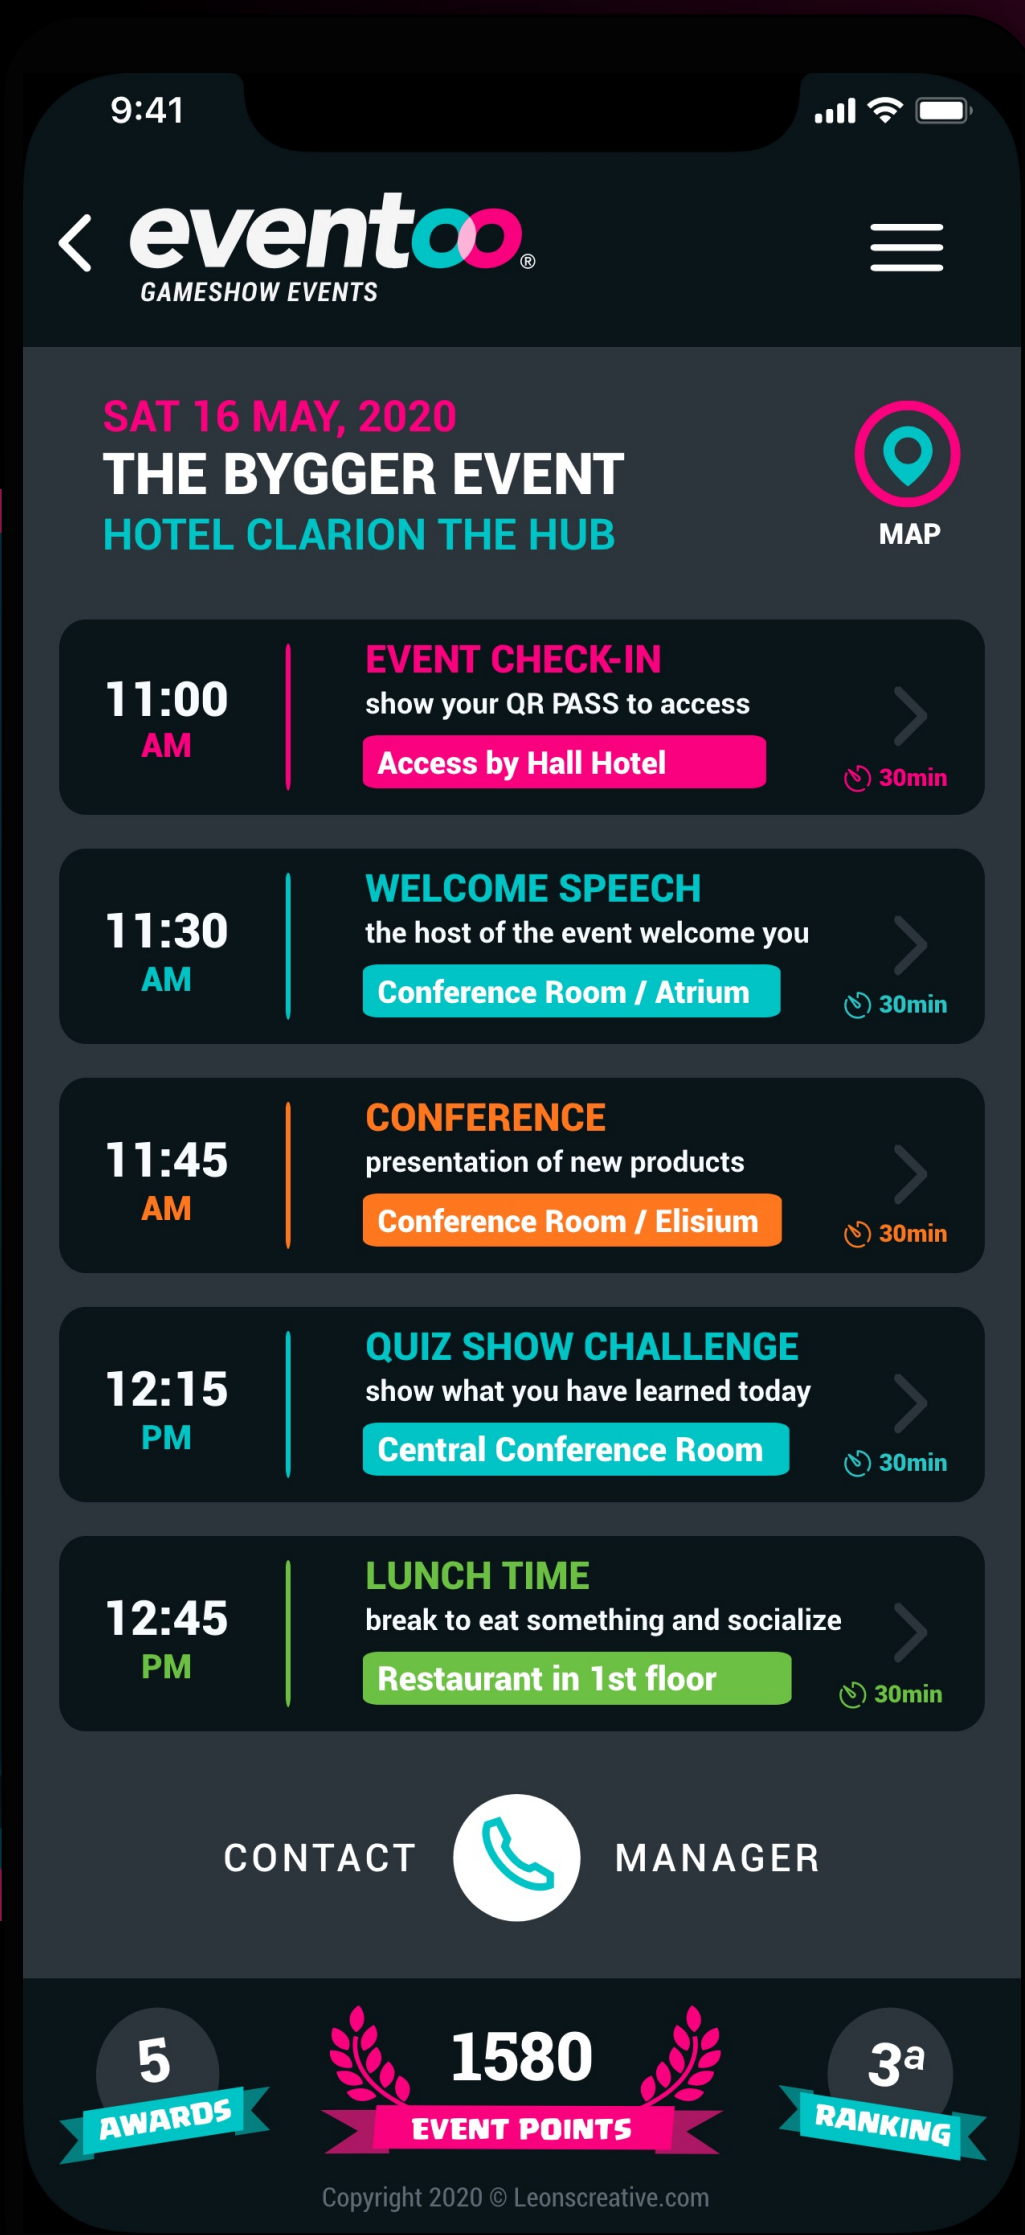 9:41
eventoo®
GAMESHOW EVENTS
SAT 16 MAY, 2020
THE BYGGER EVENT
HOTEL CLARION THE HUB
MAP
11:00
AM
EVENT CHECK-IN
show your QR PASS to access
Access by Hall Hotel
30min
11:30
AM
WELCOME SPEECH
the host of the event welcome you
Conference Room / Atrium
30min
11:45
AM
CONFERENCE
presentation of new products
Conference Room / Elisium
30min
12:15
PM
QUIZ SHOW CHALLENGE
show what you have learned today
Central Conference Room
30min
12:45
PM
LUNCH TIME
break to eat something and socialize
Restaurant in 1st floor
30min
CONTACT MANAGER
5
AWARDS
1580
EVENT POINTS
3ª
RANKING
Copyright 2020 © Leonscreative.com